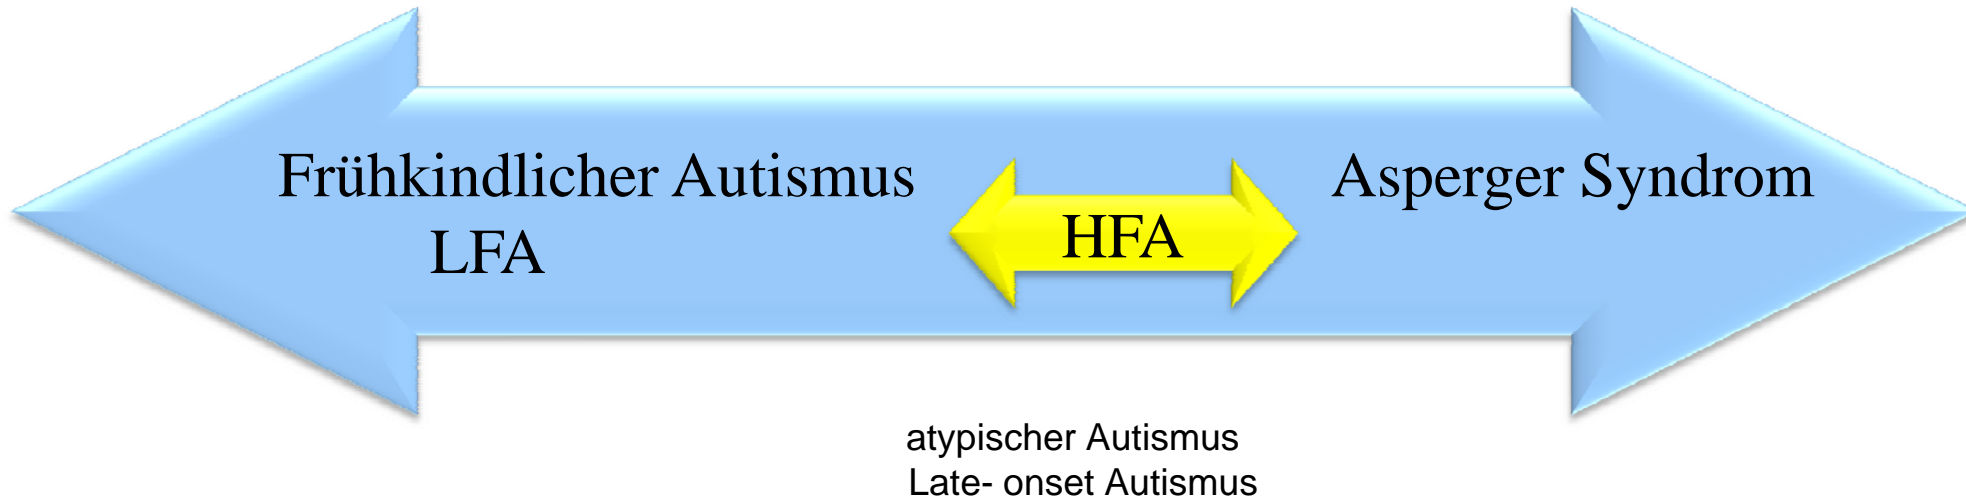 Frühkindlicher Autismus
LFA
HFA
Asperger Syndrom
atypischer Autismus
Late- onset Autismus